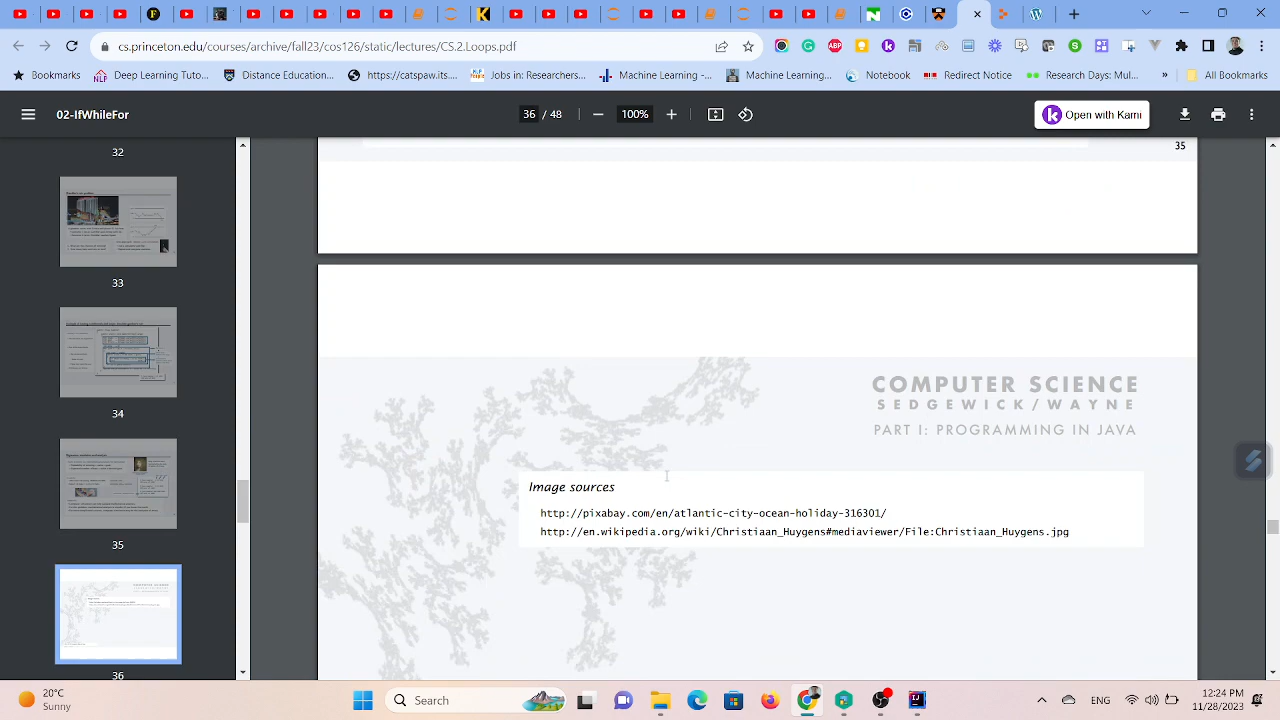 cs.princeton.edu/courses/archive/fall23/cos126/static/lectures/CS.2.Loops.pdf
Bookmarks
Deep Learning Tuto...
Distance Education...
https://catspaw.its...
Jobs in Researchers...
Machine Learning -...
Machine Learning...
Notebook
Redirect Notice
Research Days: Mul...
»
All Bookmarks
02-IfWhileFor
36 / 48
100%
Open with Kami
32
33
34
35
36
35
COMPUTER SCIENCE
SEDGEWICK/WAYNE
PART I: PROGRAMMING IN JAVA
Image sources
http://pixabay.com/en/atlantic-city-ocean-holiday-316301/
http://en.wikipedia.org/wiki/Christiaan_Huygens#mediaviewer/File:Christiaan_Huygens.jpg
20°C
Sunny
Search
ENG
12:24 PM
11/28/2023